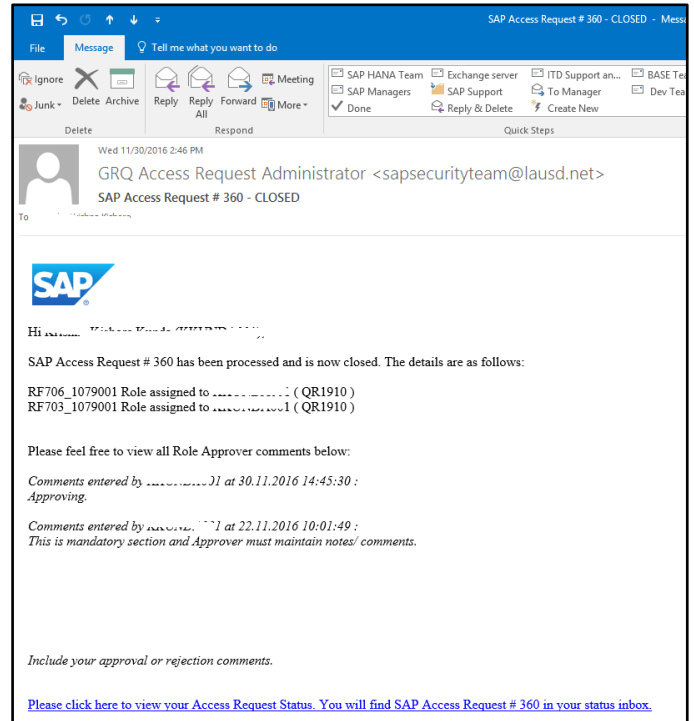 SAP Access Request # 360 - CLOSED - Messa
File Message Tell me what you want to do
Ignore
Junk
Delete Archive
Reply Reply All Forward
Meeting
More
SAP HANA Team Exchange server ITD Support an... BASE Tea
SAP Managers SAP Support To Manager Dev Tea
Done Reply & Delete Create New
Delete Respond Quick Steps
Wed 11/30/2016 2:46 PM
GRQ Access Request Administrator <sapsecurityteam@lausd.net>
SAP Access Request # 360 - CLOSED
To
SAP
Hi
SAP Access Request # 360 has been processed and is now closed. The details are as follows:
RF706_1079001 Role assigned to ( QR1910 )
RF703_1079001 Role assigned to ( QR1910 )
Please feel free to view all Role Approver comments below:
Comments entered by at 30.11.2016 14:45:30 :
Approving.
Comments entered by at 22.11.2016 10:01:49 :
This is mandatory section and Approver must maintain notes/ comments.
Include your approval or rejection comments.
Please click here to view your Access Request Status. You will find SAP Access Request # 360 in your status inbox.